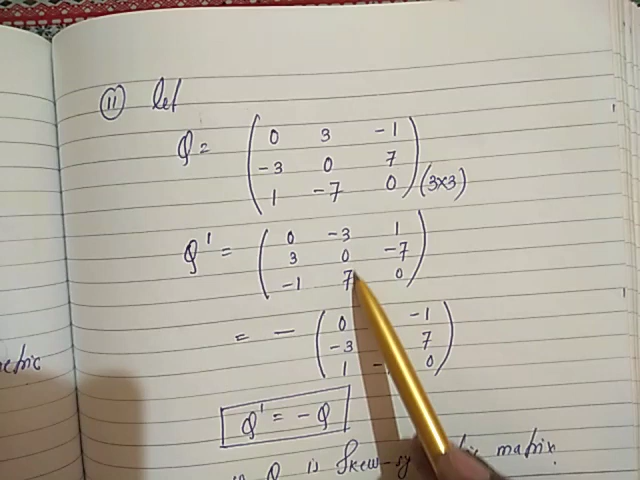 (ii) let
Q = ( 0 3 -1
-3 0 7
1 -7 0 ) (3×3)
Q' = ( 0 -3 1
3 0 -7
-1 7 0 )
= - ( 0 -1
-3 7
1 - 0 )
Q' = - Q
Q is Skew-sy matrix.